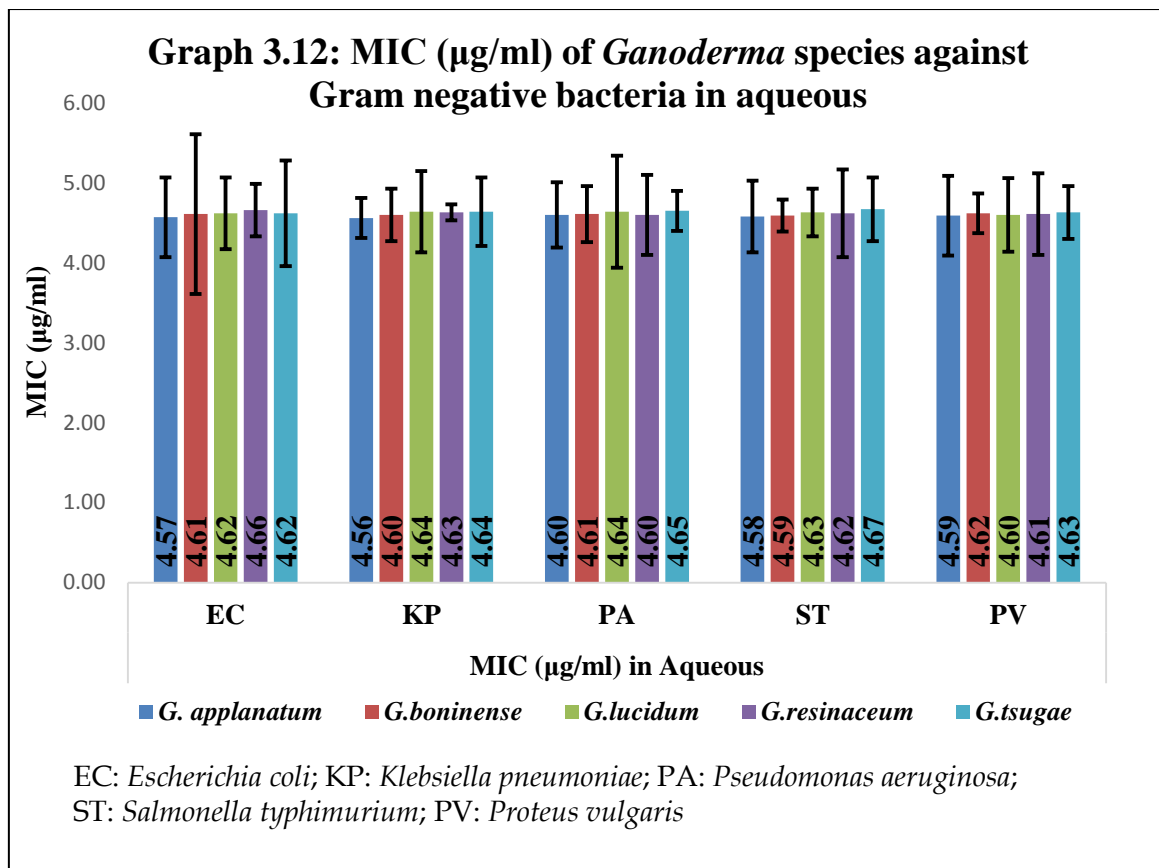 Graph 3.12: MIC (µg/ml) of Ganoderma species against
Gram negative bacteria in aqueous
MIC (µg/ml)
6.00
5.00
4.00
3.00
2.00
1.00
0.00
4.57 4.61 4.62 4.66 4.62 4.56 4.60 4.64 4.63 4.64 4.60 4.61 4.64 4.60 4.65 4.58 4.59 4.63 4.62 4.67 4.59 4.62 4.60 4.61 4.63
EC KP PA ST PV
MIC (µg/ml) in Aqueous
G. applanatum G.boninense G.lucidum G.resinaceum G.tsugae
EC: Escherichia coli; KP: Klebsiella pneumoniae; PA: Pseudomonas aeruginosa;
ST: Salmonella typhimurium; PV: Proteus vulgaris